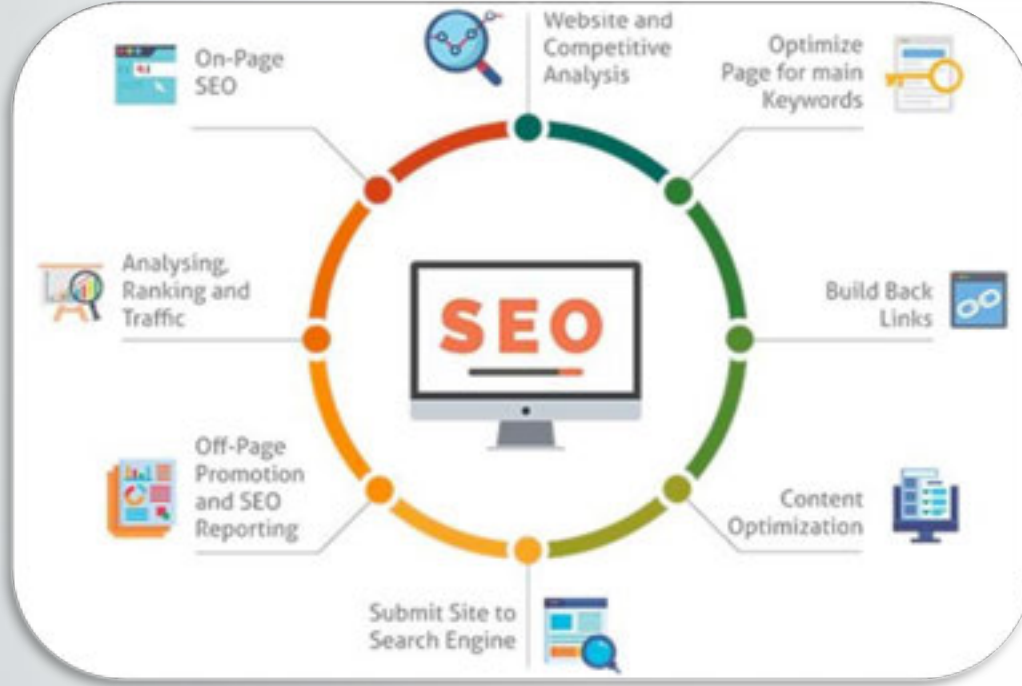 Website and
Competitive
Analysis
Optimize
Page for main
Keywords
Build Back
Links
Content
Optimization
Submit Site to
Search Engine
Off-Page
Promotion
and SEO
Reporting
Analysing,
Ranking and
Traffic
On-Page
SEO
SEO